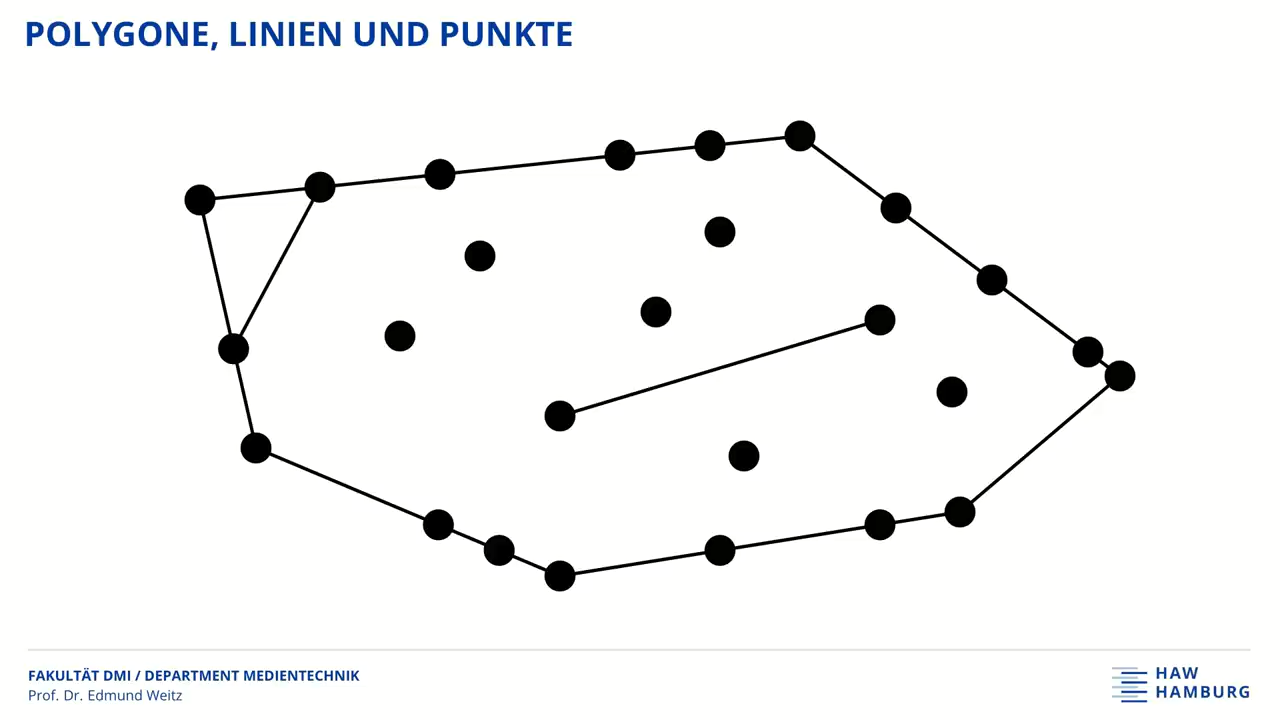 POLYGONE, LINIEN UND PUNKTE
FAKULTÄT DMI / DEPARTMENT MEDIENTECHNIK
Prof. Dr. Edmund Weitz
HAW
HAMBURG